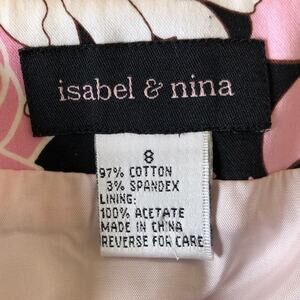 isabel & nina
8
97% COTTON
3% SPANDEX
LINING:
100% ACETATE
MADE IN CHINA
REVERSE FOR CARE